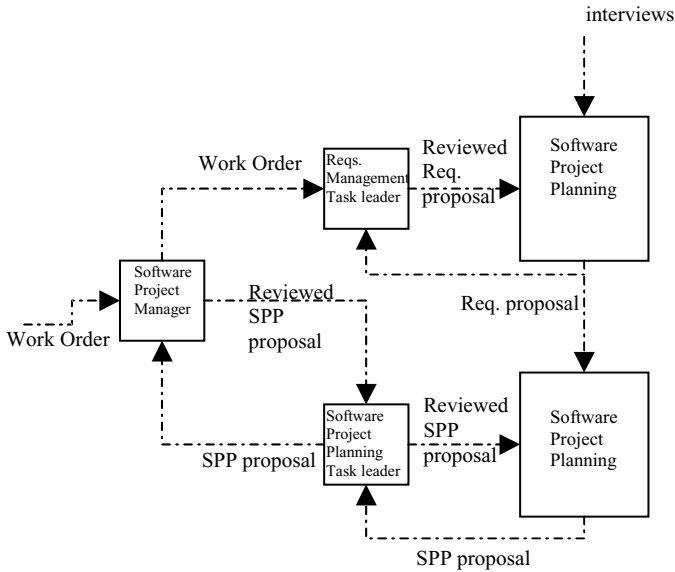 interviews
Software
Project
Planning
Reviewed
Req.
proposal
Reqs.
Management
Task leader
Work Order
Software
Project
Manager
Reviewed
SPP
proposal
Req. proposal
Work Order
Software
Project
Planning
Reviewed
SPP
proposal
Software
Project
Planning
Task leader
SPP proposal
SPP proposal